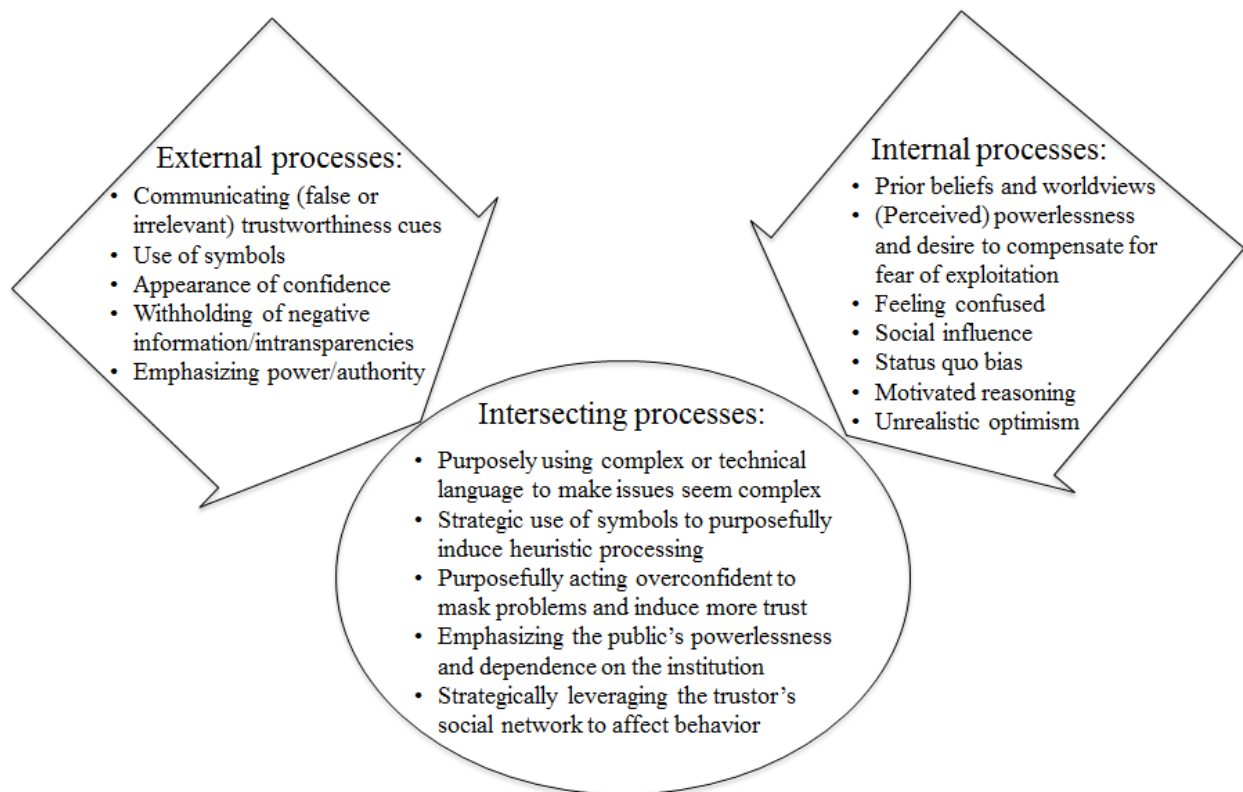 External processes:
• Communicating (false or
irrelevant) trustworthiness cues
• Use of symbols
• Appearance of confidence
• Withholding of negative
information/intransparencies
• Emphasizing power/authority
Internal processes:
• Prior beliefs and worldviews
• (Perceived) powerlessness
and desire to compensate for
fear of exploitation
• Feeling confused
• Social influence
• Status quo bias
• Motivated reasoning
• Unrealistic optimism
Intersecting processes:
• Purposely using complex or technical
language to make issues seem complex
• Strategic use of symbols to purposefully
induce heuristic processing
• Purposefully acting overconfident to
mask problems and induce more trust
• Emphasizing the public’s powerlessness
and dependence on the institution
• Strategically leveraging the trustor’s
social network to affect behavior